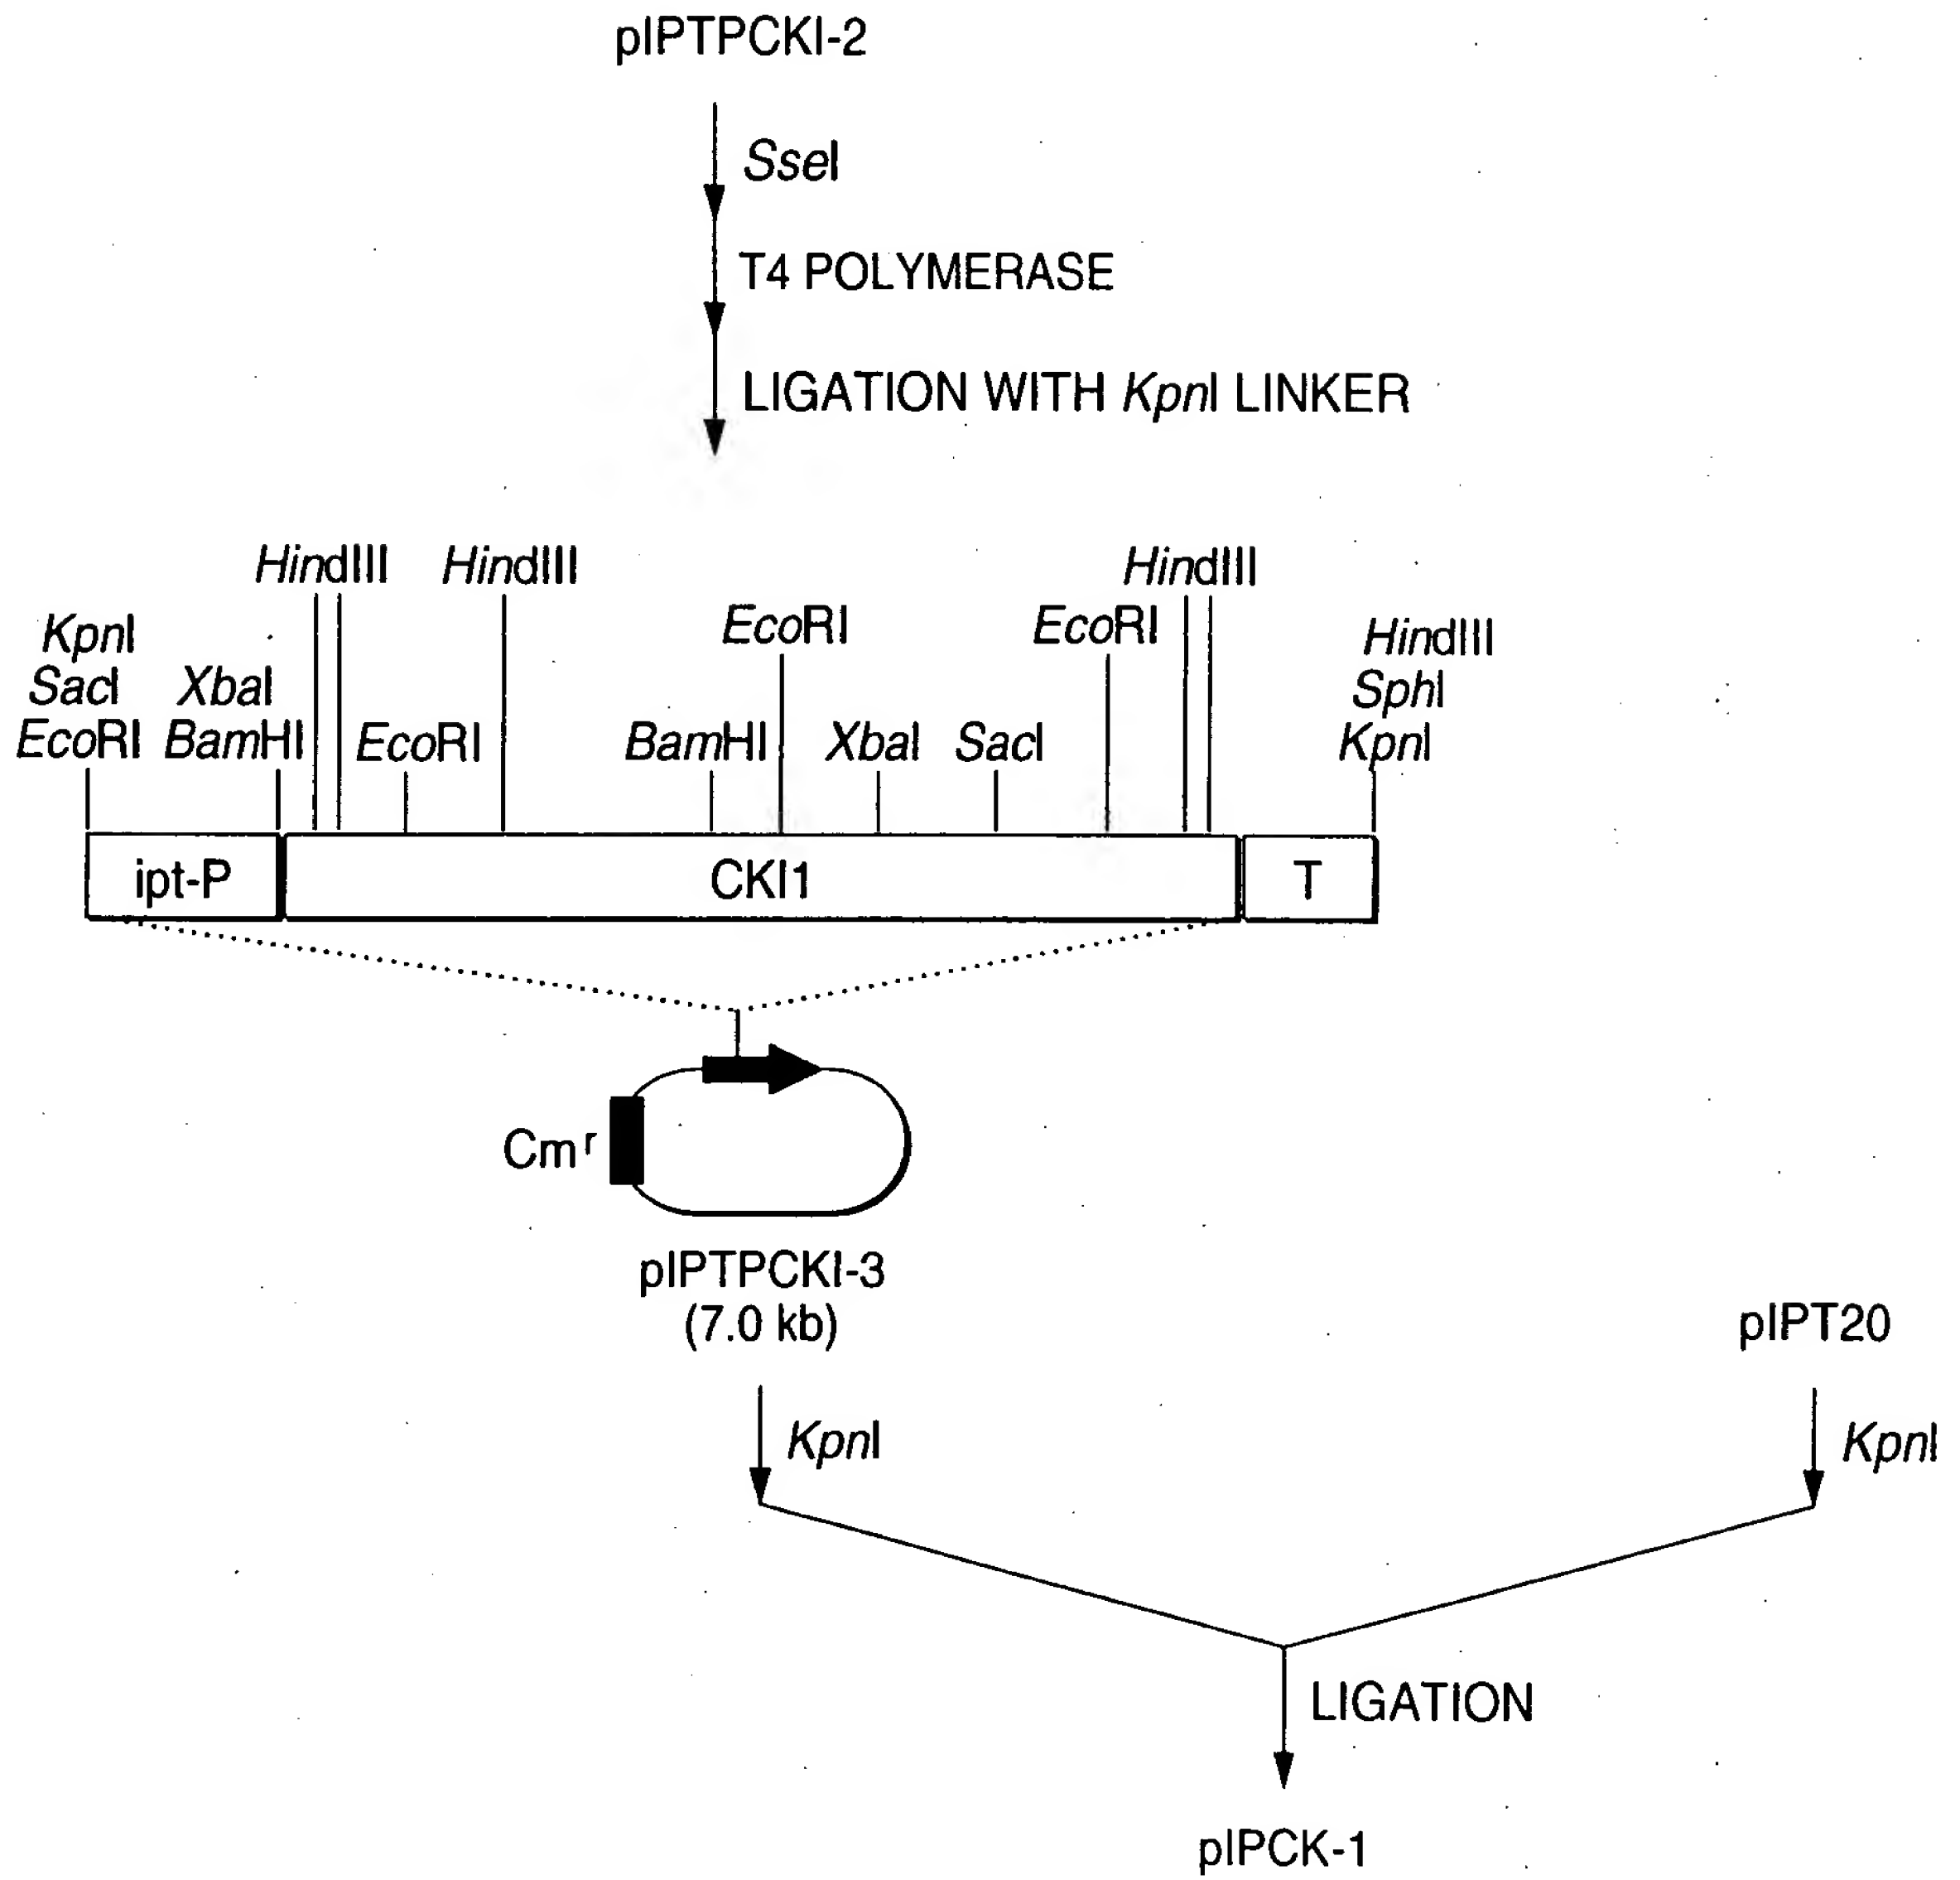 pIPTPCKI-2
SseI
T4 POLYMERASE
LIGATION WITH KpnI LINKER
HindIII HindIII HindIII
EcoRI EcoRI
KpnI HindIII
SacI XbaI SphI
EcoRI BamHI EcoRI BamHI XbaI SacI KpnI
ipt-P CKI1 T
Cm r
pIPTPCKI-3
(7.0 kb)
pIPT20
KpnI KpnI
LIGATION
pIPCK-1